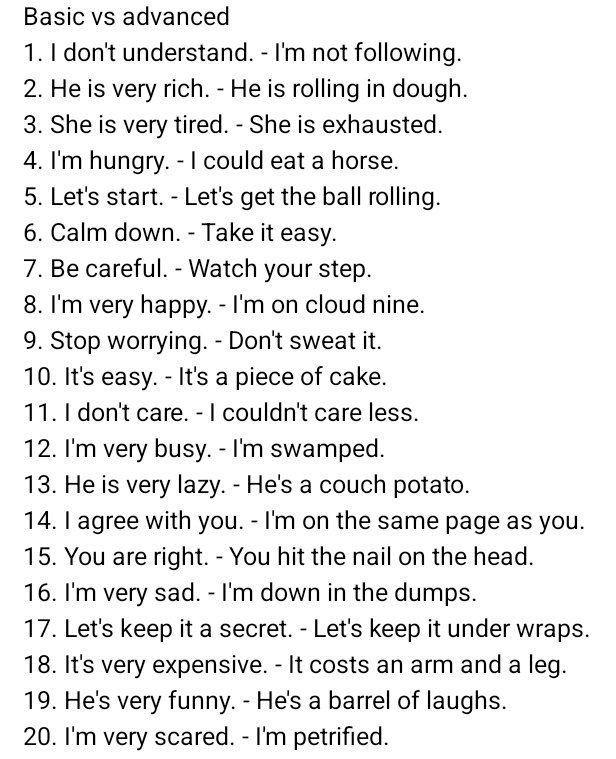 Basic vs advanced
1. I don't understand. - I'm not following.
2. He is very rich. - He is rolling in dough.
3. She is very tired. - She is exhausted.
4. I'm hungry. - I could eat a horse.
5. Let's start. - Let's get the ball rolling.
6. Calm down. - Take it easy.
7. Be careful. - Watch your step.
8. I'm very happy. - I'm on cloud nine.
9. Stop worrying. - Don't sweat it.
10. It's easy. - It's a piece of cake.
11. I don't care. - I couldn't care less.
12. I'm very busy. - I'm swamped.
13. He is very lazy. - He's a couch potato.
14. I agree with you. - I'm on the same page as you.
15. You are right. - You hit the nail on the head.
16. I'm very sad. - I'm down in the dumps.
17. Let's keep it a secret. - Let's keep it under wraps.
18. It's very expensive. - It costs an arm and a leg.
19. He's very funny. - He's a barrel of laughs.
20. I'm very scared. - I'm petrified.